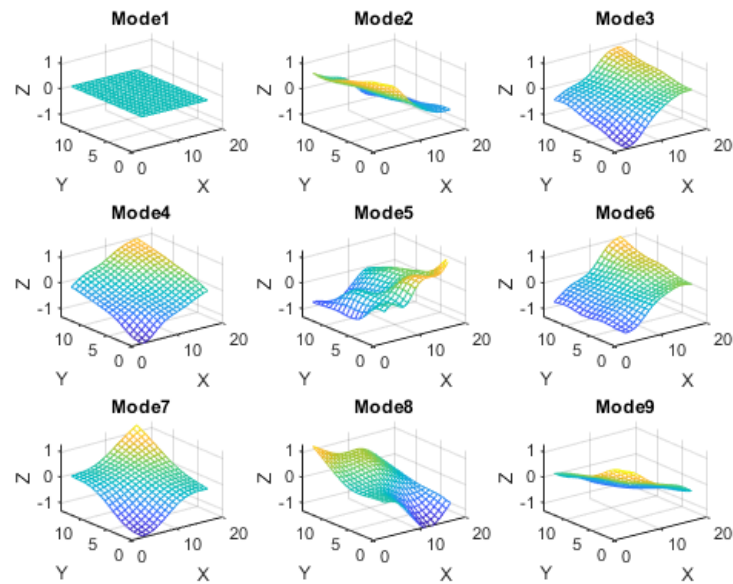 Mode1 Mode2 Mode3
1 1 1
Z 0 Z 0 Z 0
-1 -1 -1
10 20 10 20 10 20
5 10 5 10 5 10
Y 0 0 X Y 0 0 X Y 0 0 X
Mode4 Mode5 Mode6
1 1 1
Z 0 Z 0 Z 0
-1 -1 -1
10 20 10 20 10 20
5 10 5 10 5 10
Y 0 0 X Y 0 0 X Y 0 0 X
Mode7 Mode8 Mode9
1 1 1
Z 0 Z 0 Z 0
-1 -1 -1
10 20 10 20 10 20
5 10 5 10 5 10
Y 0 0 X Y 0 0 X Y 0 0 X